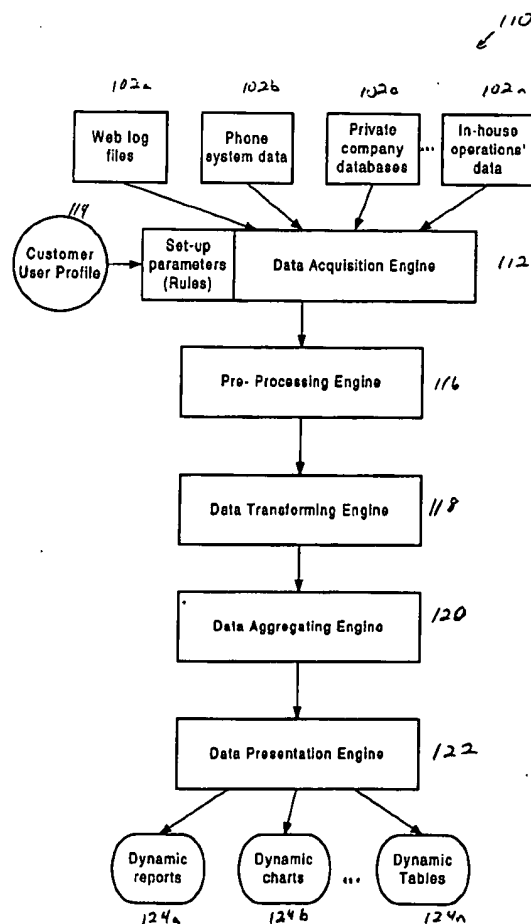 110
102a 102b 102c 102n
Web log
files
Phone
system data
Private
company
databases
...
In-house
operations'
data
114
Customer
User Profile
Set-up
parameters
(Rules)
Data Acquisition Engine
112
Pre- Processing Engine
116
Data Transforming Engine
118
Data Aggregating Engine
120
Data Presentation Engine
122
Dynamic
reports
Dynamic
charts
...
Dynamic
Tables
124a 124b 124n